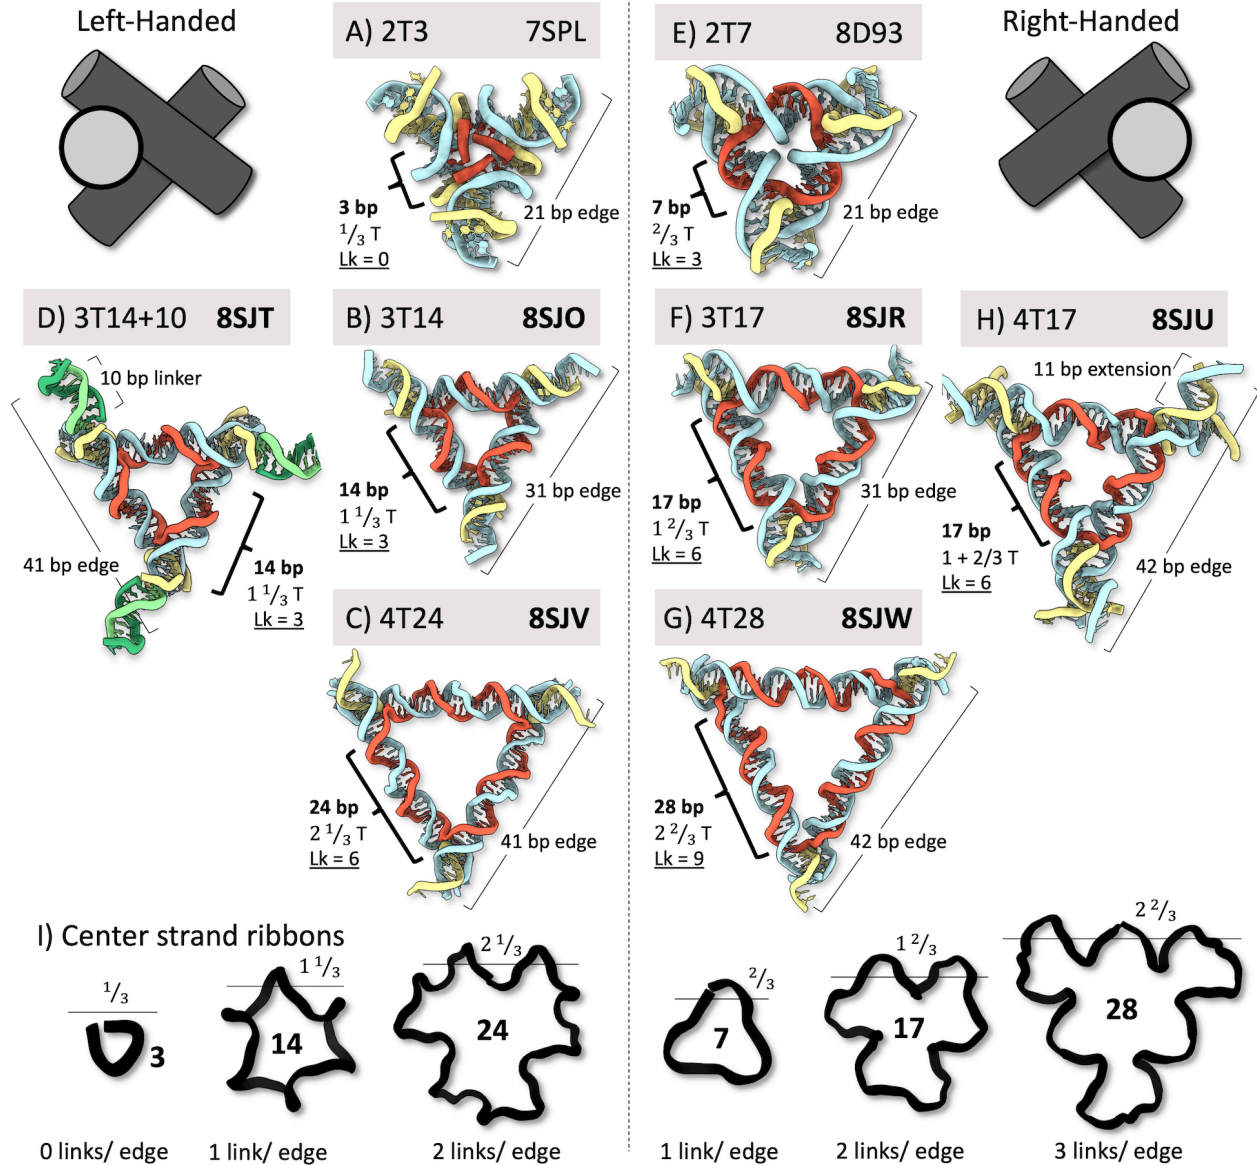 Left-Handed
Right-Handed
A) 2T3 7SPL
3 bp
1/3 T
Lk = 0
21 bp edge
E) 2T7 8D93
7 bp
2/3 T
Lk = 3
21 bp edge
D) 3T14+10 8SJT
10 bp linker
41 bp edge
14 bp
1 1/3 T
Lk = 3
B) 3T14 8SJO
14 bp
1 1/3 T
Lk = 3
31 bp edge
F) 3T17 8SJR
17 bp
1 2/3 T
Lk = 6
31 bp edge
H) 4T17 8SJU
11 bp extension
17 bp
1 + 2/3 T
Lk = 6
42 bp edge
C) 4T24 8SJV
24 bp
2 1/3 T
Lk = 6
41 bp edge
G) 4T28 8SJW
28 bp
2 2/3 T
Lk = 9
42 bp edge
I) Center strand ribbons
1/3
3
0 links/ edge
1 1/3
14
1 link/ edge
2 1/3
24
2 links/ edge
2/3
7
1 link/ edge
1 2/3
17
2 links/ edge
2 2/3
28
3 links/ edge